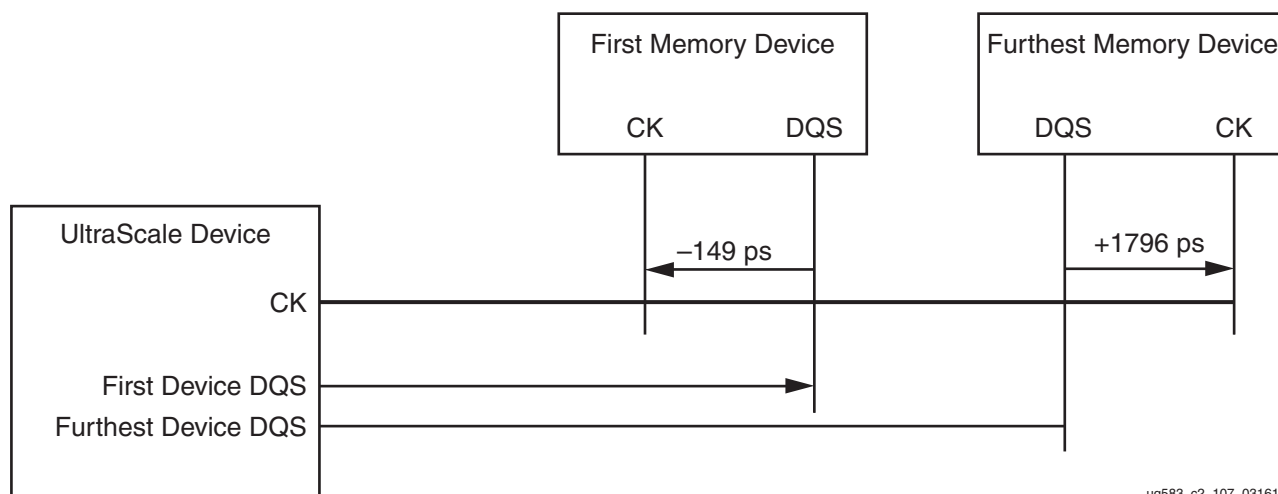 First Memory Device
Furthest Memory Device
CK
DQS
DQS
CK
UltraScale Device
–149 ps
+1796 ps
CK
First Device DQS
Furthest Device DQS
ug583_c2_107_03161